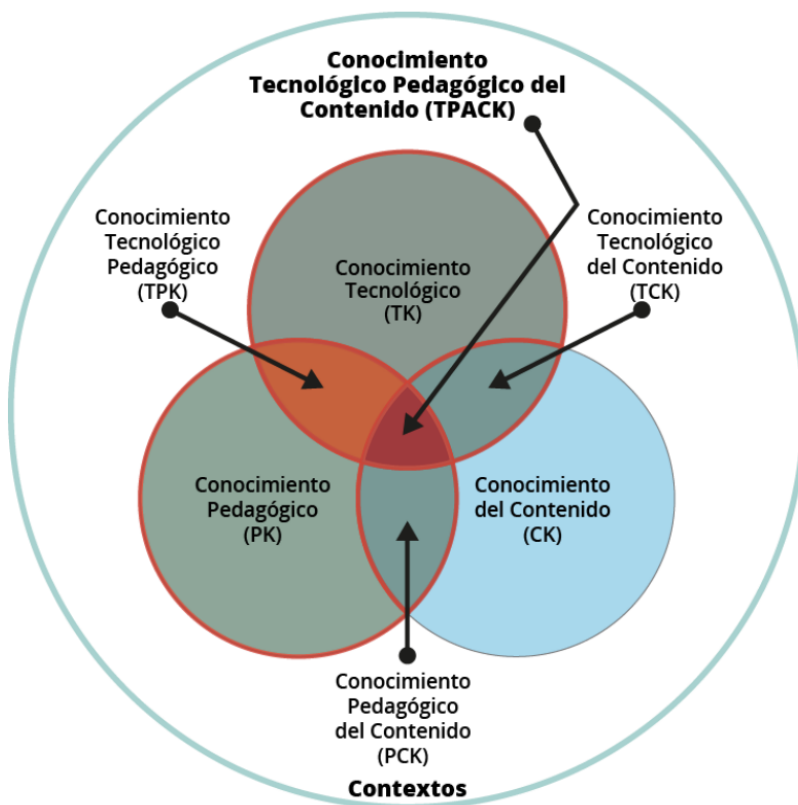 Conocimiento
Tecnológico Pedagógico del
Contenido (TPACK)
Conocimiento
Tecnológico
Pedagógico
(TPK)
Conocimiento
Tecnológico
(TK)
Conocimiento
Tecnológico
del Contenido
(TCK)
Conocimiento
Pedagógico
(PK)
Conocimiento
del Contenido
(CK)
Conocimiento
Pedagógico
del Contenido
(PCK)
Contextos